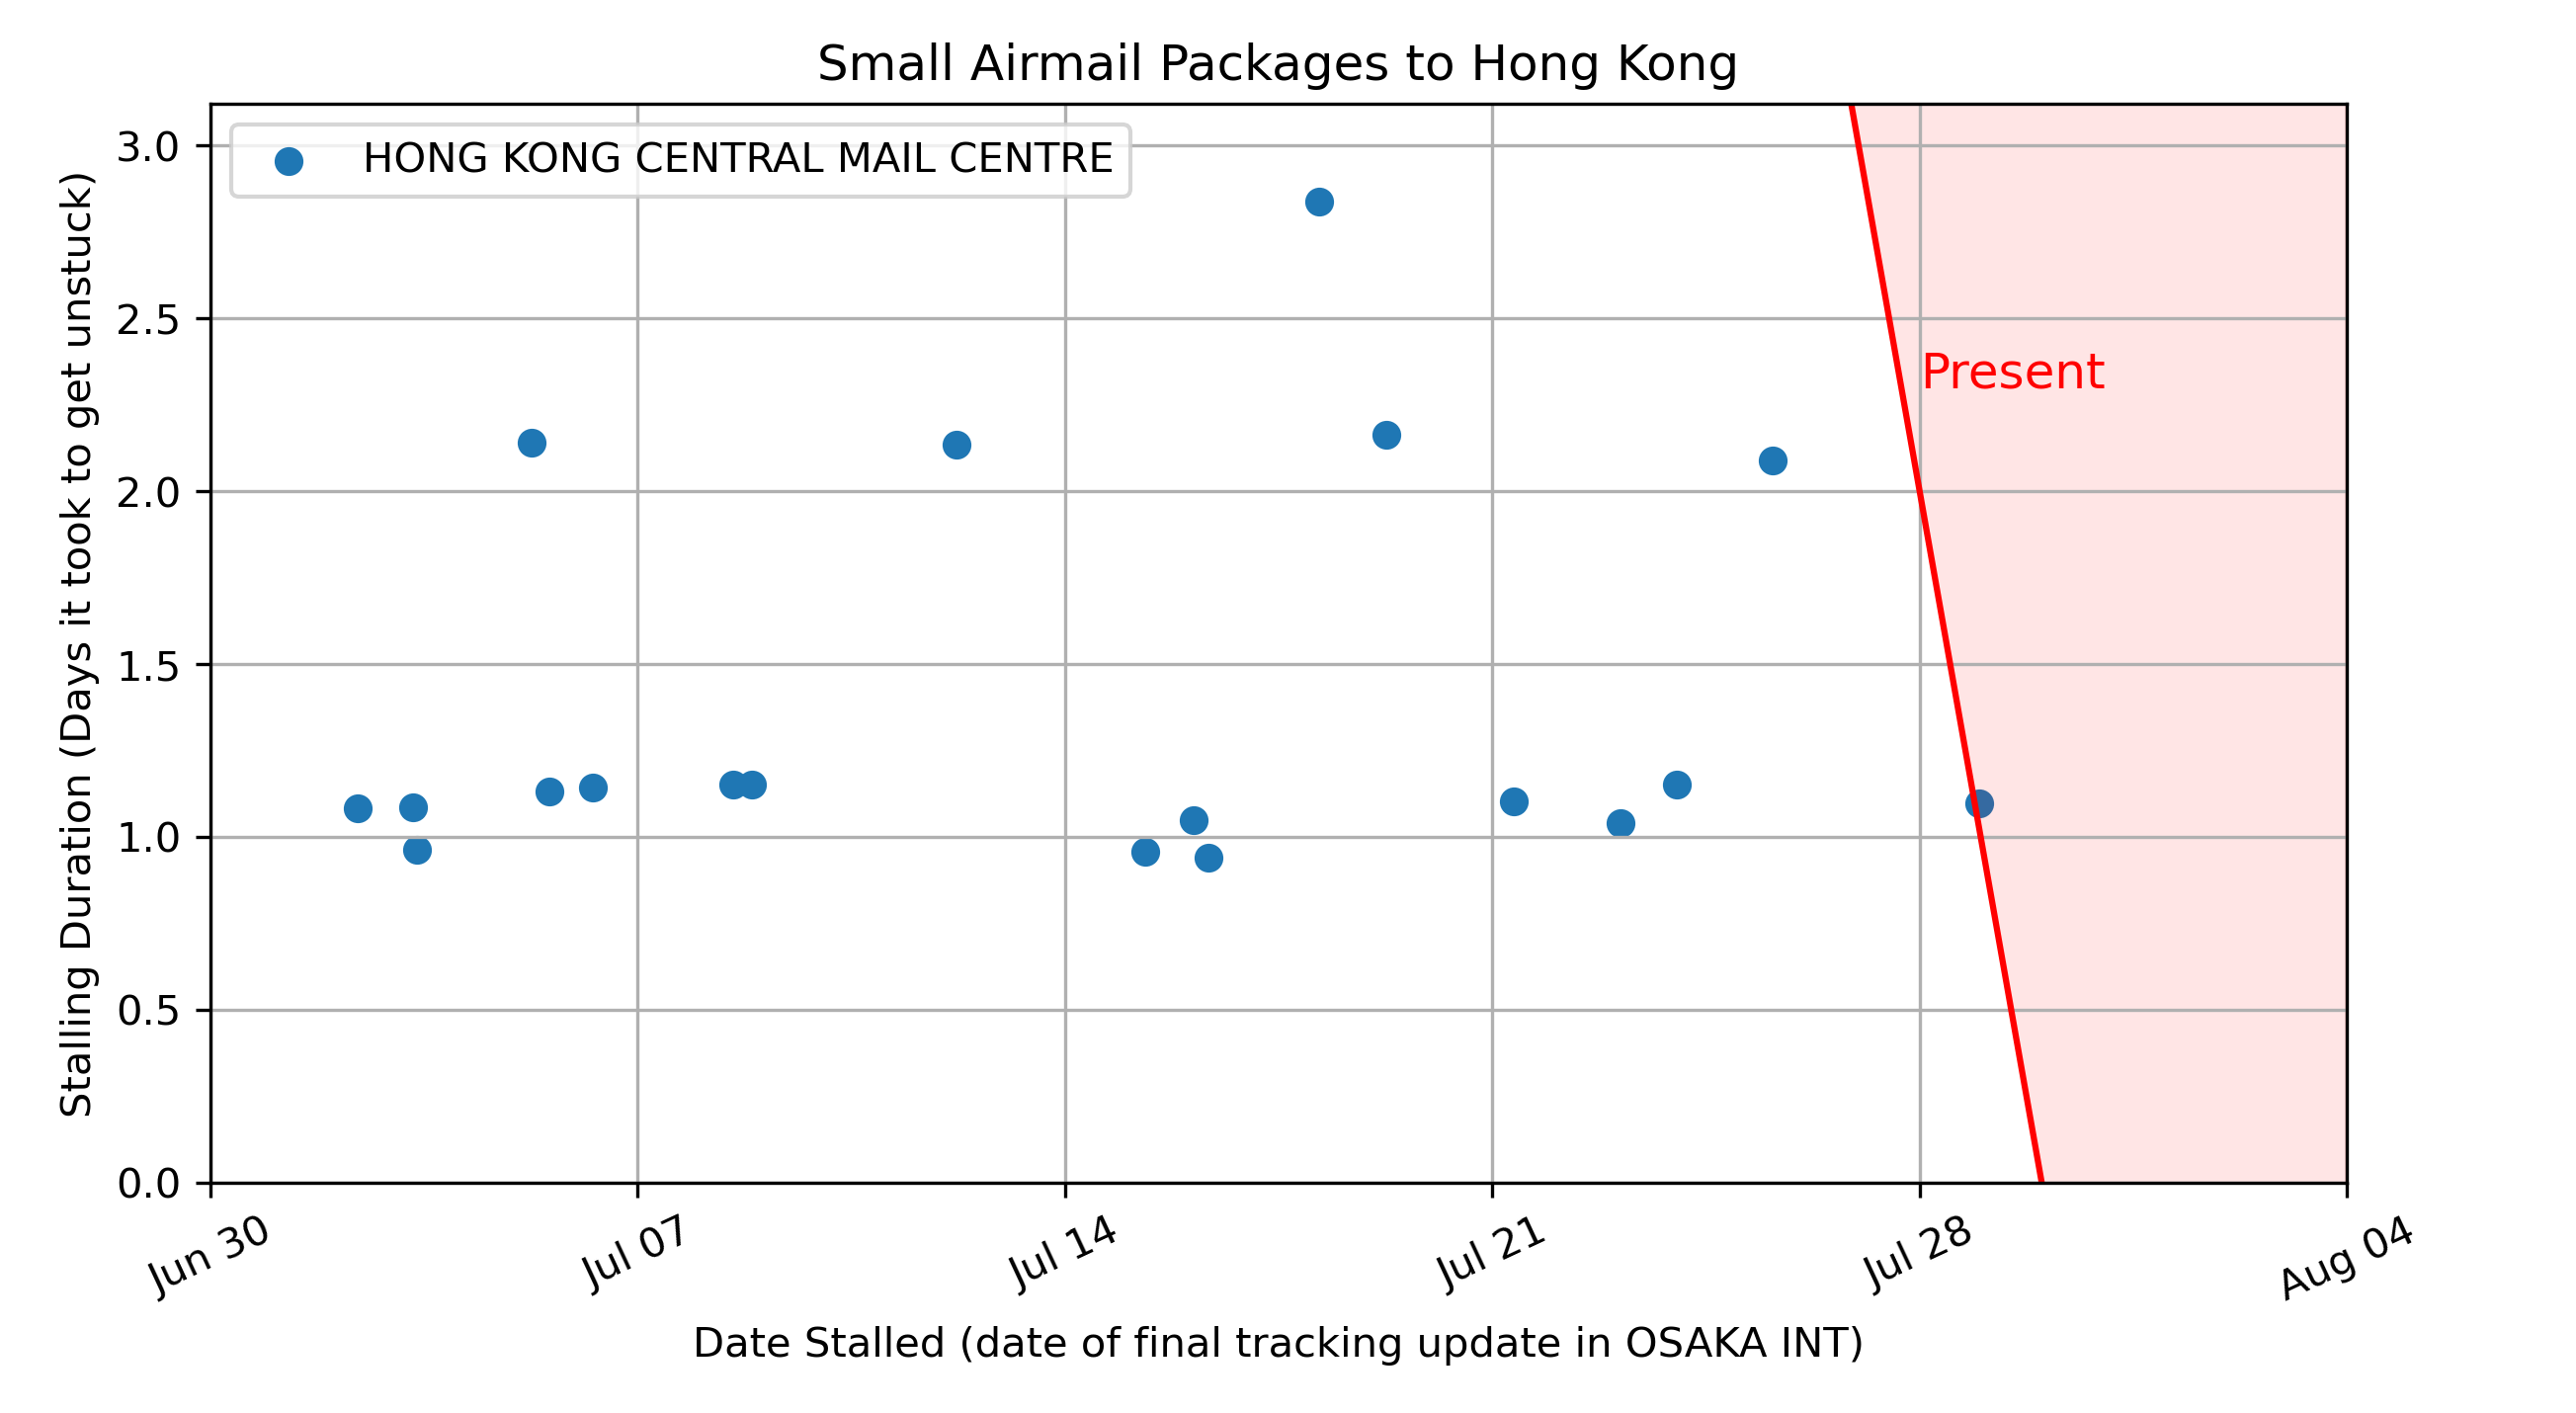 Small Airmail Packages to Hong Kong
HONG KONG CENTRAL MAIL CENTRE
3.0
2.5
2.0
1.5
1.0
0.5
0.0
Stalling Duration (Days it took to get unstuck)
Present
Jun 30
Jul 07
Jul 14
Jul 21
Jul 28
Aug 04
Date Stalled (date of final tracking update in OSAKA INT)